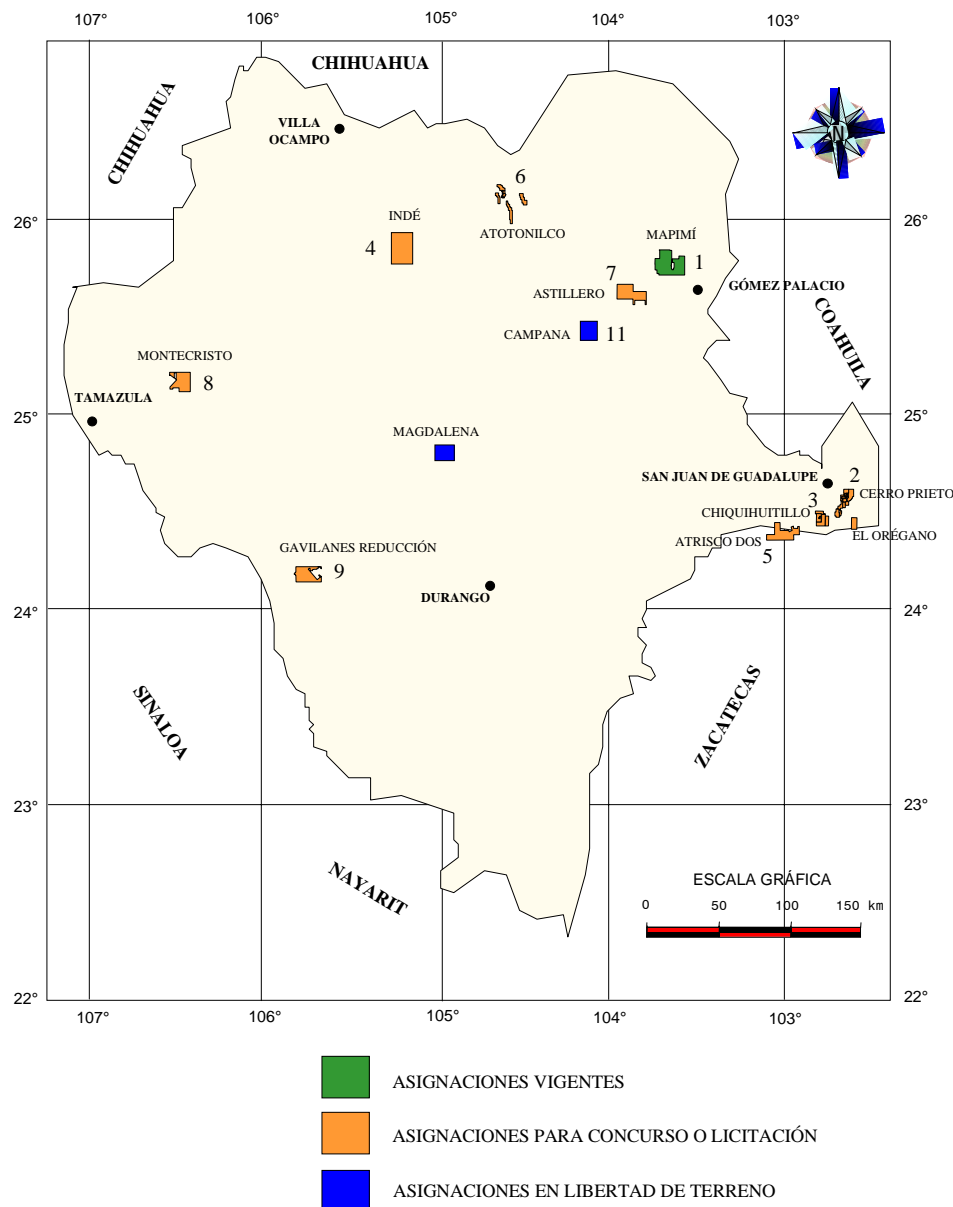 107°
106°
105°
104°
103°
CHIHUAHUA
CHIHUAHUA
VILLA
OCAMPO
N
6
26°
26°
INDÉ
4
ATOTONILCO
MAPIMÍ
1
7
ASTILLERO
GÓMEZ PALACIO
CAMPANA
11
COAHUILA
MONTECRISTO
8
TAMAZULA
25°
25°
MAGDALENA
SAN JUAN DE GUADALUPE
2
CERRO PRIETO
3
CHIQUIHUITILLO
EL ORÉGANO
ATRISCO DOS
5
GAVILANES REDUCCIÓN
9
DURANGO
24°
24°
SINALOA
ZACATECAS
23°
23°
NAYARIT
ESCALA GRÁFICA
0 50 100 150 km
22°
22°
107°
106°
105°
104°
103°
ASIGNACIONES VIGENTES
ASIGNACIONES PARA CONCURSO O LICITACIÓN
ASIGNACIONES EN LIBERTAD DE TERRENO